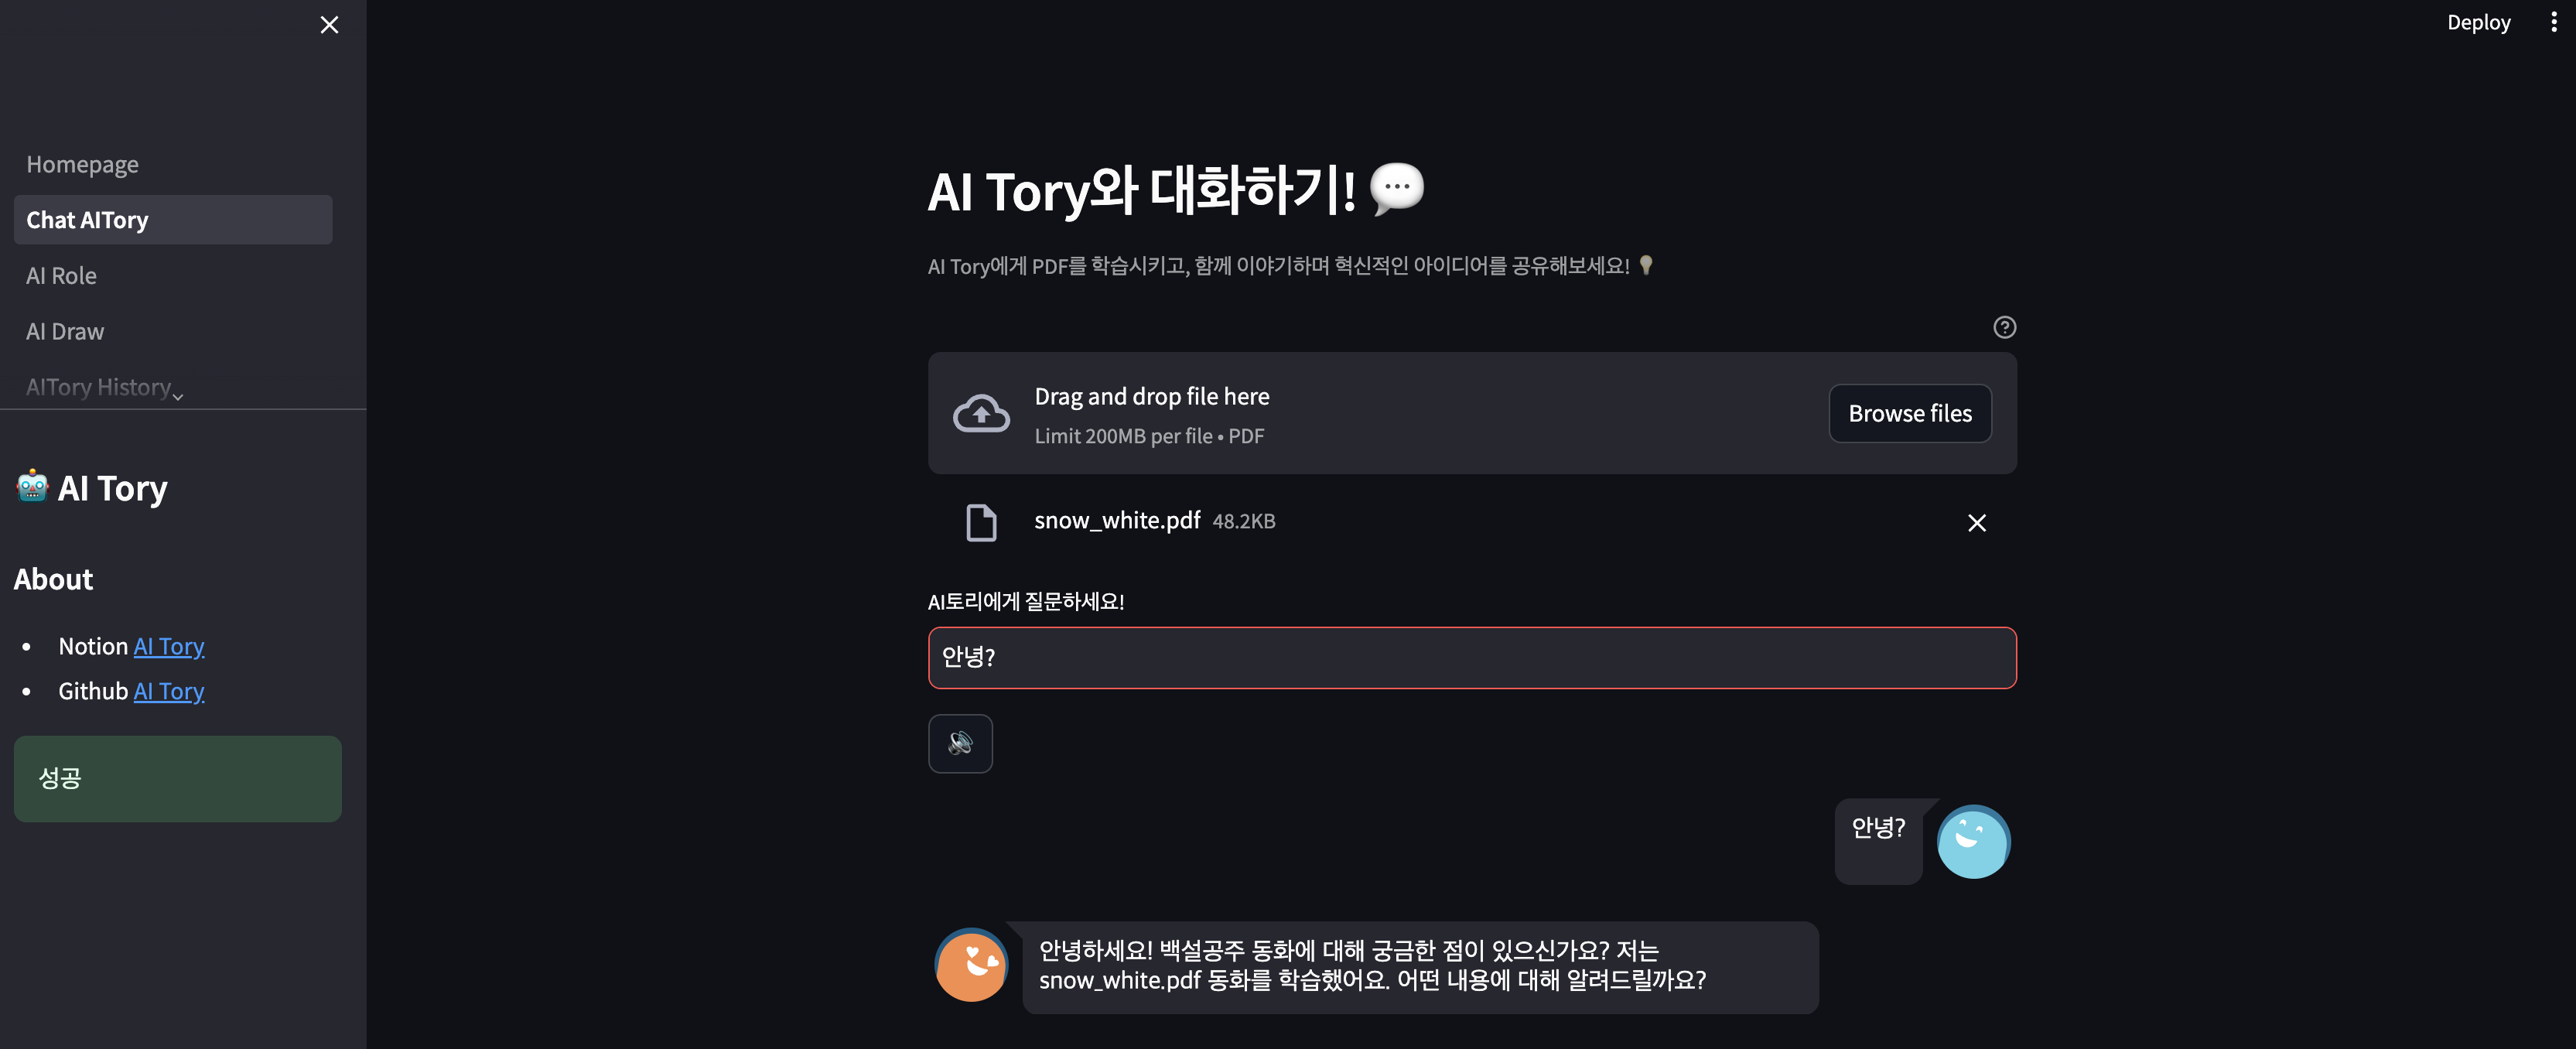 Deploy
Homepage
Chat AITory
AI Role
AI Draw
AITory History
AI Tory
About
Notion AI Tory
Github AI Tory
성공
AI Tory와 대화하기!
AI Tory에게 PDF를 학습시키고, 함께 이야기하며 혁신적인 아이디어를 공유해보세요!
Drag and drop file here
Limit 200MB per file • PDF
Browse files
snow_white.pdf 48.2KB
AI토리에게 질문하세요!
안녕?
안녕?
안녕하세요! 백설공주 동화에 대해 궁금한 점이 있으신가요? 저는
snow_white.pdf 동화를 학습했어요. 어떤 내용에 대해 알려드릴까요?